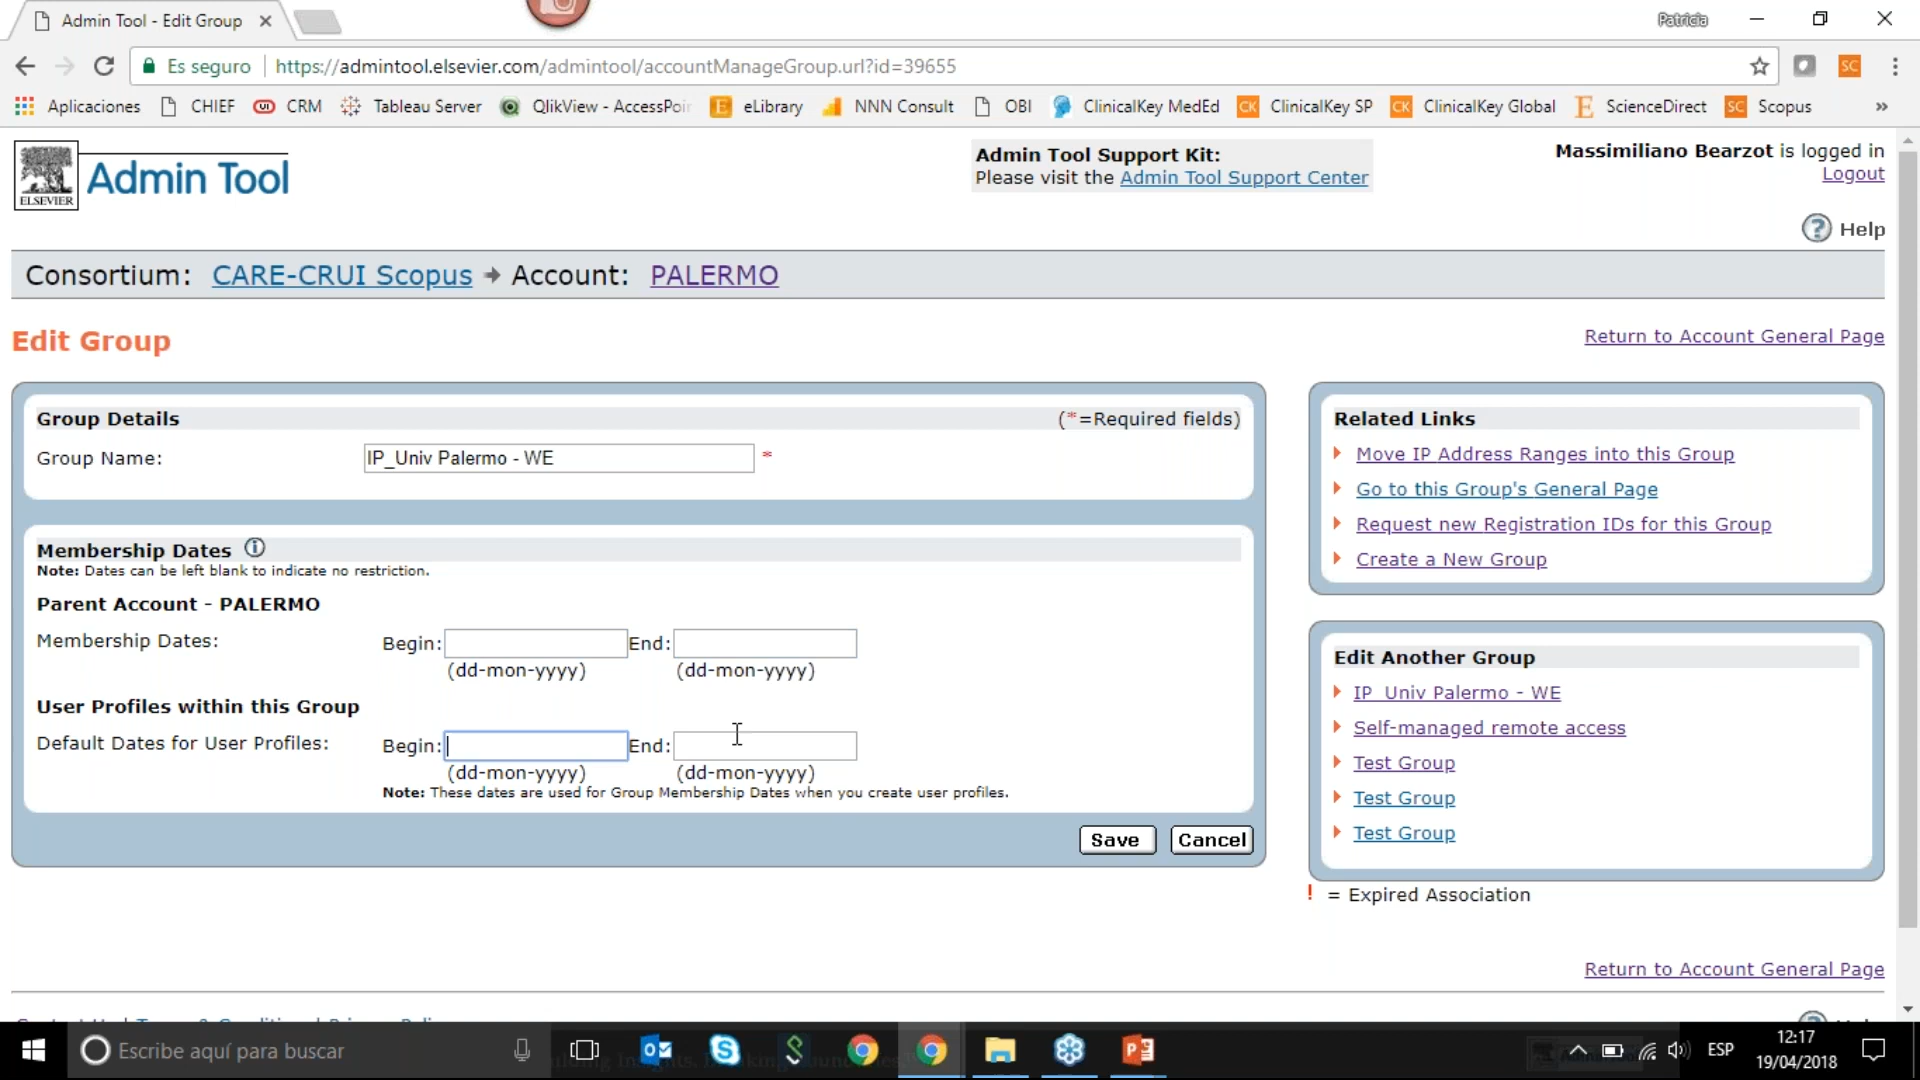 Admin Tool - Edit Group
Patricia
Es seguro
https://admintool.elsevier.com/admintool/accountManageGroup.url?id=39655
SC
Aplicaciones CHIEF CRM Tableau Server QlikView - AccessPoin eLibrary NNN Consult OBI ClinicalKey MedEd CK ClinicalKey SP CK ClinicalKey Global ScienceDirect SC Scopus »
ELSEVIER
Admin Tool
Admin Tool Support Kit:
Please visit the Admin Tool Support Center
Massimiliano Bearzot is logged in
Logout
? Help
Consortium: CARE-CRUI Scopus → Account: PALERMO
Edit Group
Return to Account General Page
Group Details
(*=Required fields)
Group Name: IP_Univ Palermo - WE *
Membership Dates
Note: Dates can be left blank to indicate no restriction.
Parent Account - PALERMO
Membership Dates: Begin: End:
(dd-mon-yyyy) (dd-mon-yyyy)
User Profiles within this Group
Default Dates for User Profiles: Begin: End:
(dd-mon-yyyy) (dd-mon-yyyy)
Note: These dates are used for Group Membership Dates when you create user profiles.
Save Cancel
Related Links
Move IP Address Ranges into this Group
Go to this Group's General Page
Request new Registration IDs for this Group
Create a New Group
Edit Another Group
IP_Univ Palermo - WE
Self-managed remote access
Test Group
Test Group
Test Group
! = Expired Association
Return to Account General Page
Escribe aquí para buscar
ESP
12:17
19/04/2018